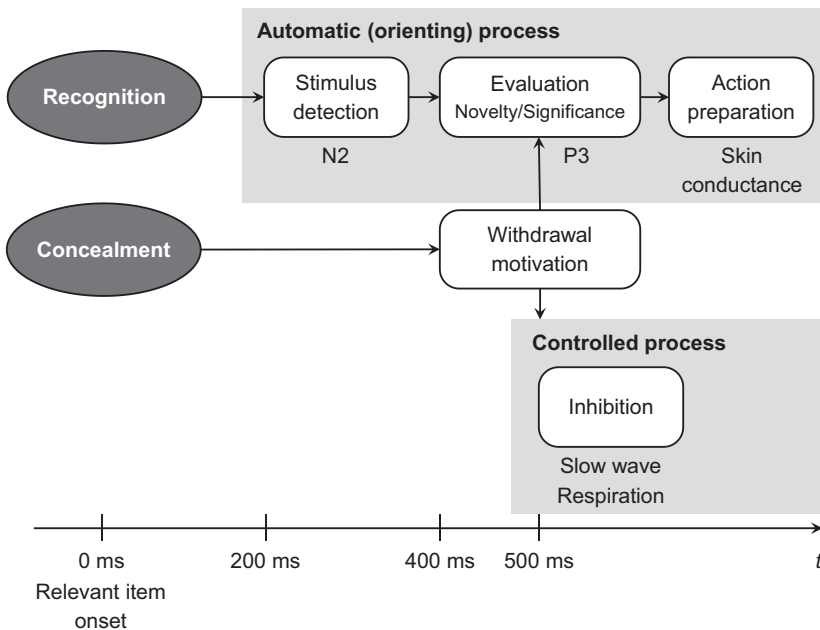 Automatic (orienting) process
Recognition
Stimulus
detection
Evaluation
Novelty/Significance
Action
preparation
N2
P3
Skin
conductance
Concealment
Withdrawal
motivation
Controlled process
Inhibition
Slow wave
Respiration
0 ms
200 ms
400 ms
500 ms
t
Relevant item
onset